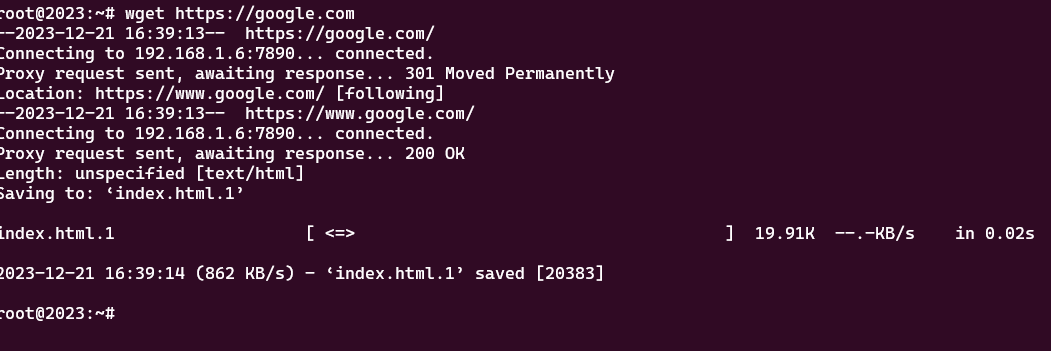 root@2023:~# wget https://google.com
--2023-12-21 16:39:13--  https://google.com/
Connecting to 192.168.1.6:7890... connected.
Proxy request sent, awaiting response... 301 Moved Permanently
Location: https://www.google.com/ [following]
--2023-12-21 16:39:13--  https://www.google.com/
Connecting to 192.168.1.6:7890... connected.
Proxy request sent, awaiting response... 200 OK
Length: unspecified [text/html]
Saving to: ‘index.html.1’
index.html.1                   [ <=>                                     ]  19.91K  --.-KB/s    in 0.02s
2023-12-21 16:39:14 (862 KB/s) - ‘index.html.1’ saved [20383]
root@2023:~#